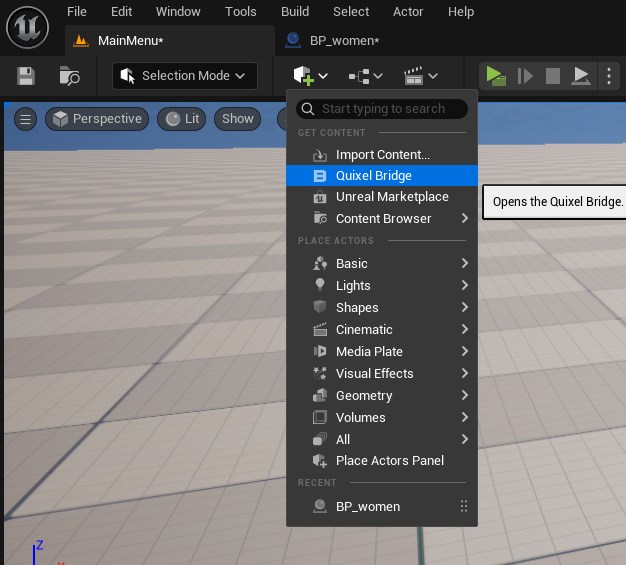 File Edit Window Tools Build Select Actor Help
MainMenu* BP_women*
Selection Mode
Perspective Lit Show
Start typing to search
GET CONTENT
Import Content...
Quixel Bridge
Opens the Quixel Bridge.
Unreal Marketplace
Content Browser
PLACE ACTORS
Basic
Lights
Shapes
Cinematic
Media Plate
Visual Effects
Geometry
Volumes
All
Place Actors Panel
RECENT
BP_women
Z
X